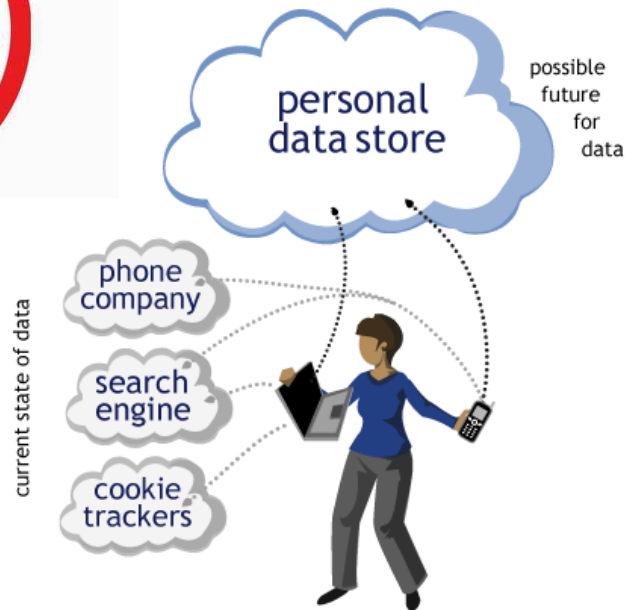 personal
data store
possible
future
for
data
phone
company
search
engine
cookie
trackers
current state of data